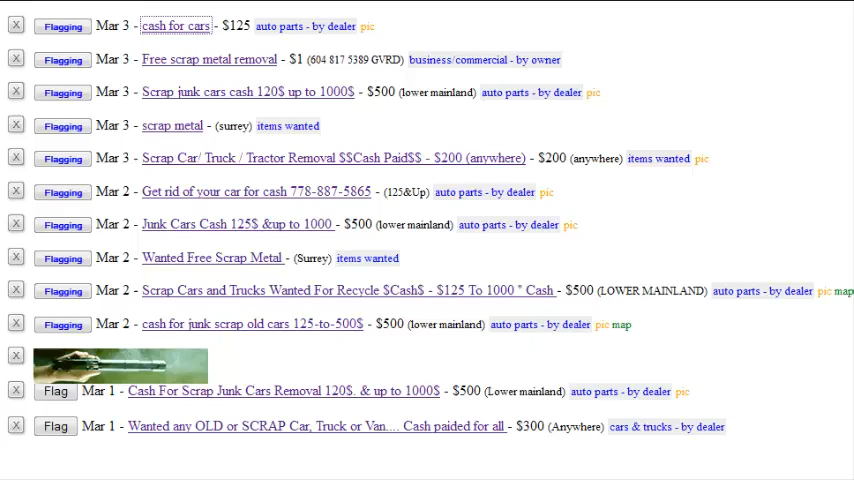 X Flagging Mar 3 - cash for cars - $125 auto parts - by dealer pic
X Flagging Mar 3 - Free scrap metal removal - $1 (604 817 5389 GVRD) business/commercial - by owner
X Flagging Mar 3 - Scrap junk cars cash 120$ up to 1000$ - $500 (lower mainland) auto parts - by dealer pic
X Flagging Mar 3 - scrap metal - (surrey) items wanted
X Flagging Mar 3 - Scrap Car/ Truck / Tractor Removal $$Cash Paid$$ - $200 (anywhere) - $200 (anywhere) items wanted pic
X Flagging Mar 2 - Get rid of your car for cash 778-887-5865 - (125&Up) auto parts - by dealer pic
X Flagging Mar 2 - Junk Cars Cash 125$ &up to 1000 - $500 (lower mainland) auto parts - by dealer pic
X Flagging Mar 2 - Wanted Free Scrap Metal - (Surrey) items wanted
X Flagging Mar 2 - Scrap Cars and Trucks Wanted For Recycle $Cash$ - $125 To 1000 " Cash - $500 (LOWER MAINLAND) auto parts - by dealer pic map
X Flagging Mar 2 - cash for junk scrap old cars 125-to-500$ - $500 (lower mainland) auto parts - by dealer pic map
X
X Flag Mar 1 - Cash For Scrap Junk Cars Removal 120$. & up to 1000$ - $500 (Lower mainland) auto parts - by dealer pic
X Flag Mar 1 - Wanted any OLD or SCRAP Car, Truck or Van.... Cash paided for all - $300 (Anywhere) cars & trucks - by dealer